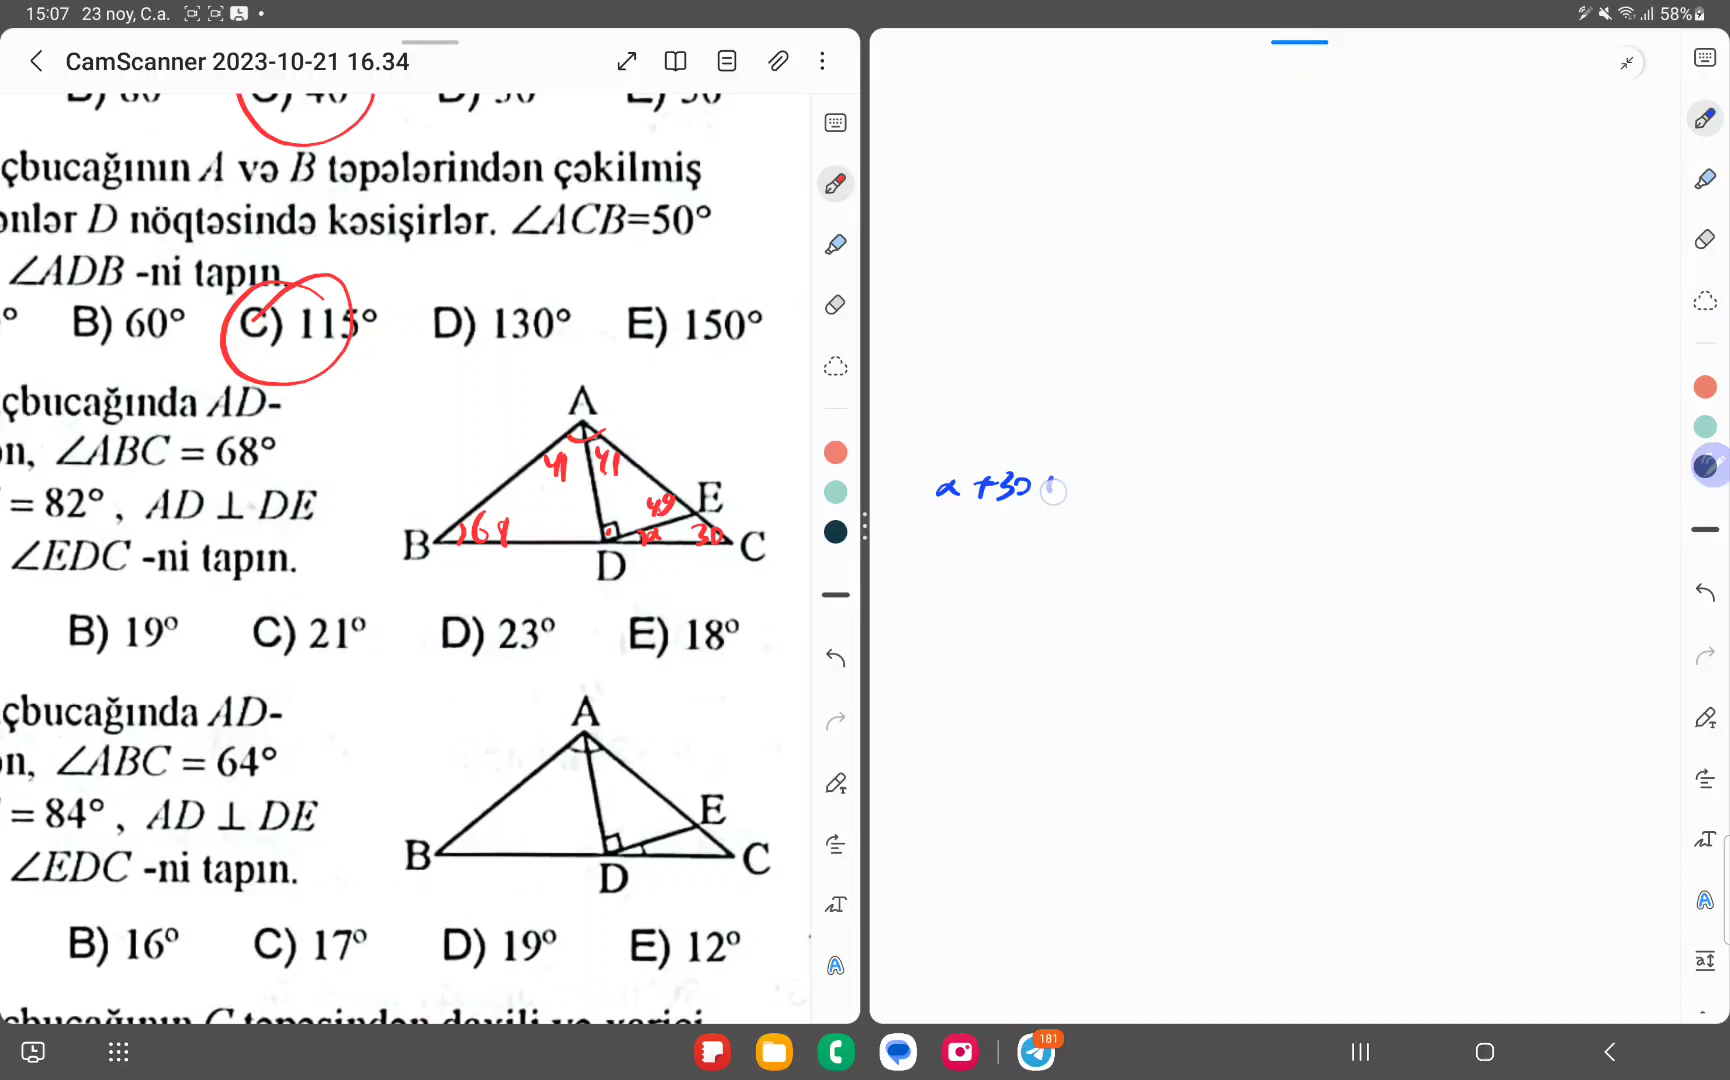 15:07 23 noy, C.a. 58%
CamScanner 2023-10-21 16.34
çbucağının A və B təpələrindən çəkilmiş
ənlər D nöqtəsində kəsişirlər. ∠ACB=50°
∠ADB -ni tapın.
° B) 60° C) 115° D) 130° E) 150°
çbucağında AD-
n, ∠ABC = 68°
= 82° , AD ⊥ DE
∠EDC -ni tapın.
A
41 41
49 E
B 68 α 30 C
D
B) 19° C) 21° D) 23° E) 18°
çbucağında AD-
n, ∠ABC = 64°
= 84° , AD ⊥ DE
∠EDC -ni tapın.
A
E
B C
D
B) 16° C) 17° D) 19° E) 12°
α +30
181